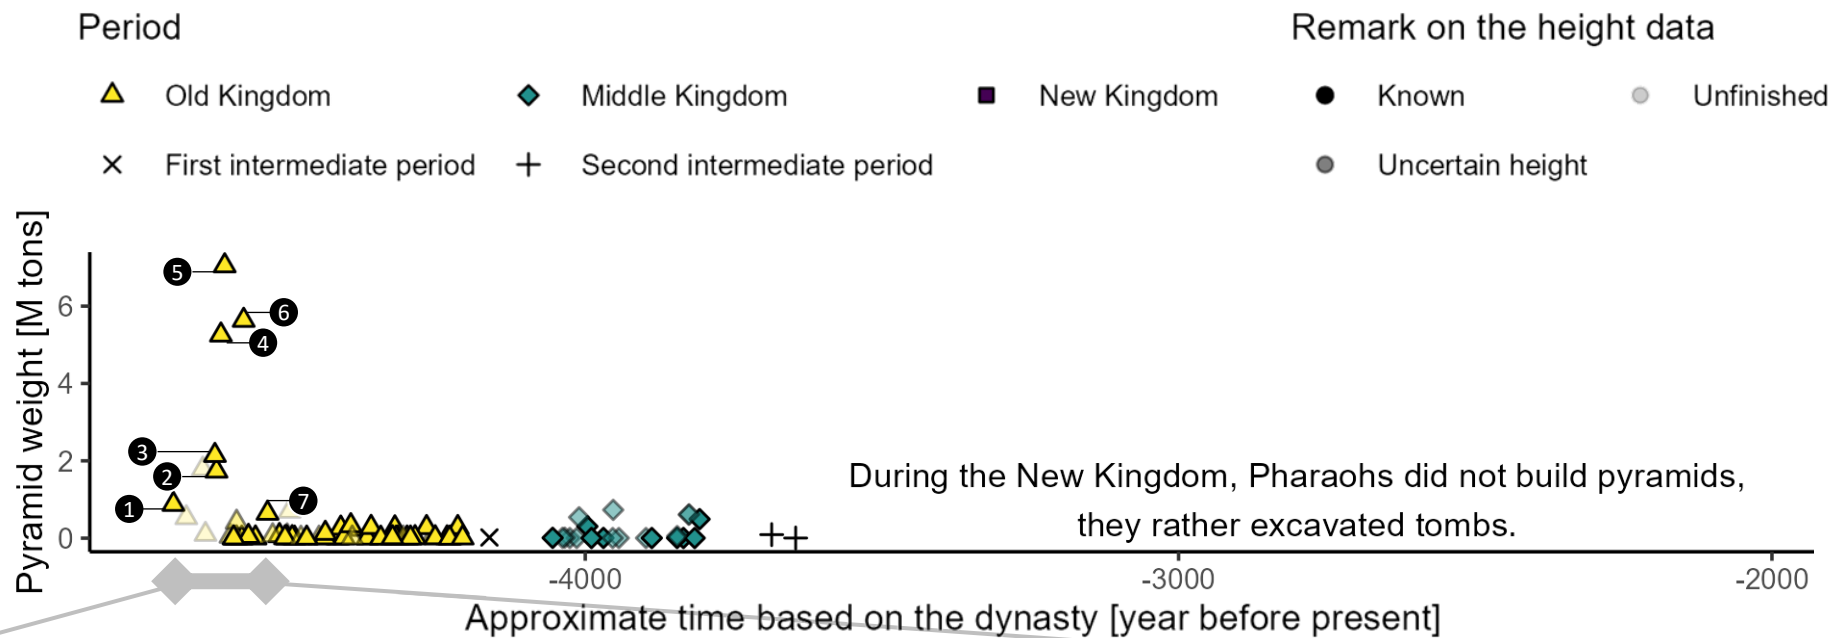 Period
Remark on the height data
Old Kingdom
Middle Kingdom
New Kingdom
Known
Unfinished
First intermediate period
Second intermediate period
Uncertain height
Pyramid weight [M tons]
6
4
2
0
5
6
4
3
2
1
7
During the New Kingdom, Pharaohs did not build pyramids,
they rather excavated tombs.
-4000
-3000
-2000
Approximate time based on the dynasty [year before present]